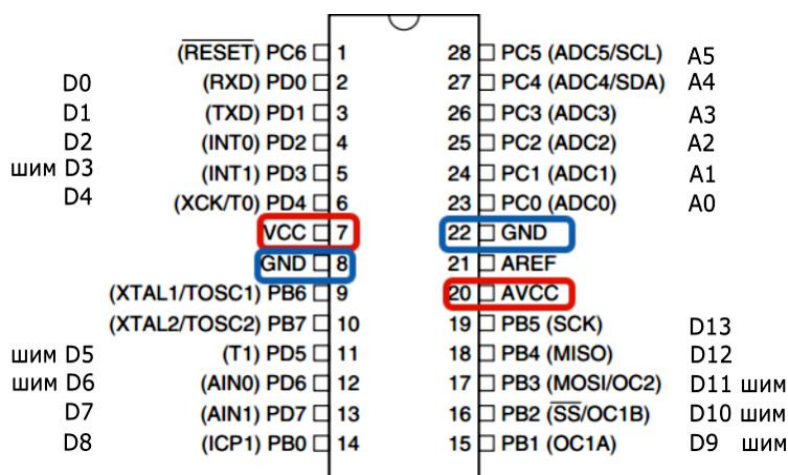 (RESET) PC6 1 28 PC5 (ADC5/SCL) A5
D0 (RXD) PD0 2 27 PC4 (ADC4/SDA) A4
D1 (TXD) PD1 3 26 PC3 (ADC3) A3
D2 (INT0) PD2 4 25 PC2 (ADC2) A2
шим D3 (INT1) PD3 5 24 PC1 (ADC1) A1
D4 (XCK/T0) PD4 6 23 PC0 (ADC0) A0
VCC 7 22 GND
GND 8 21 AREF
(XTAL1/TOSC1) PB6 9 20 AVCC
(XTAL2/TOSC2) PB7 10 19 PB5 (SCK) D13
шим D5 (T1) PD5 11 18 PB4 (MISO) D12
шим D6 (AIN0) PD6 12 17 PB3 (MOSI/OC2) D11 шим
D7 (AIN1) PD7 13 16 PB2 (SS/OC1B) D10 шим
D8 (ICP1) PB0 14 15 PB1 (OC1A) D9 шим